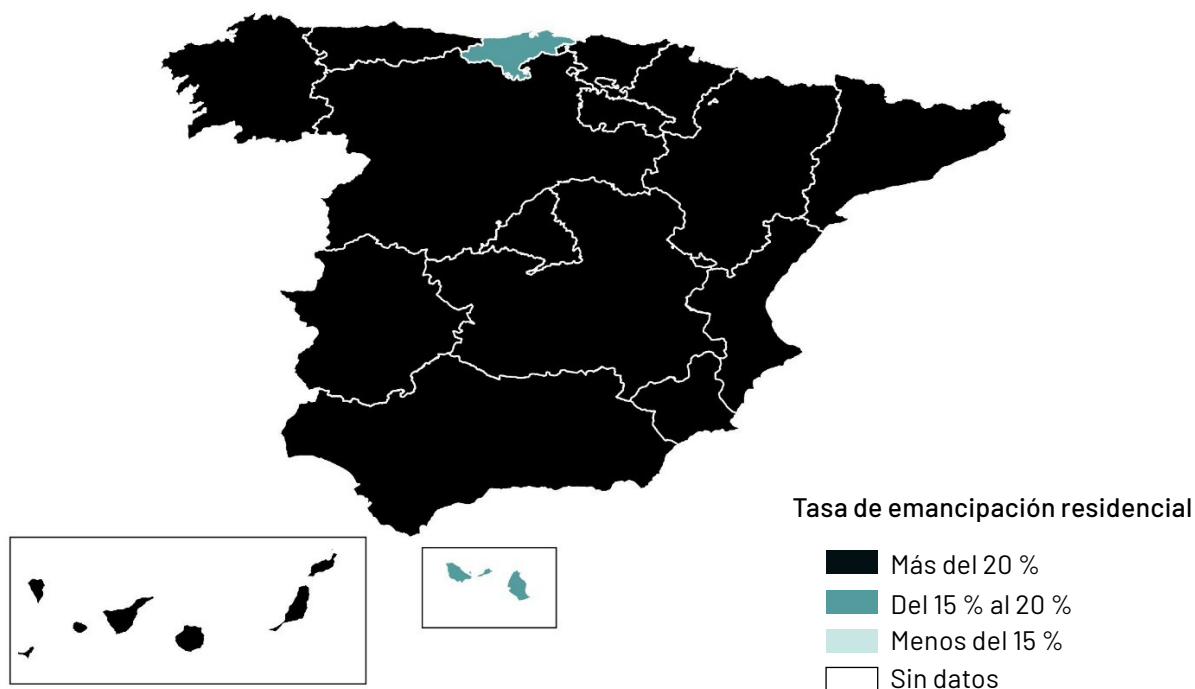 Tasa de emancipación residencial
Más del 20 %
Del 15 % al 20 %
Menos del 15 %
Sin datos